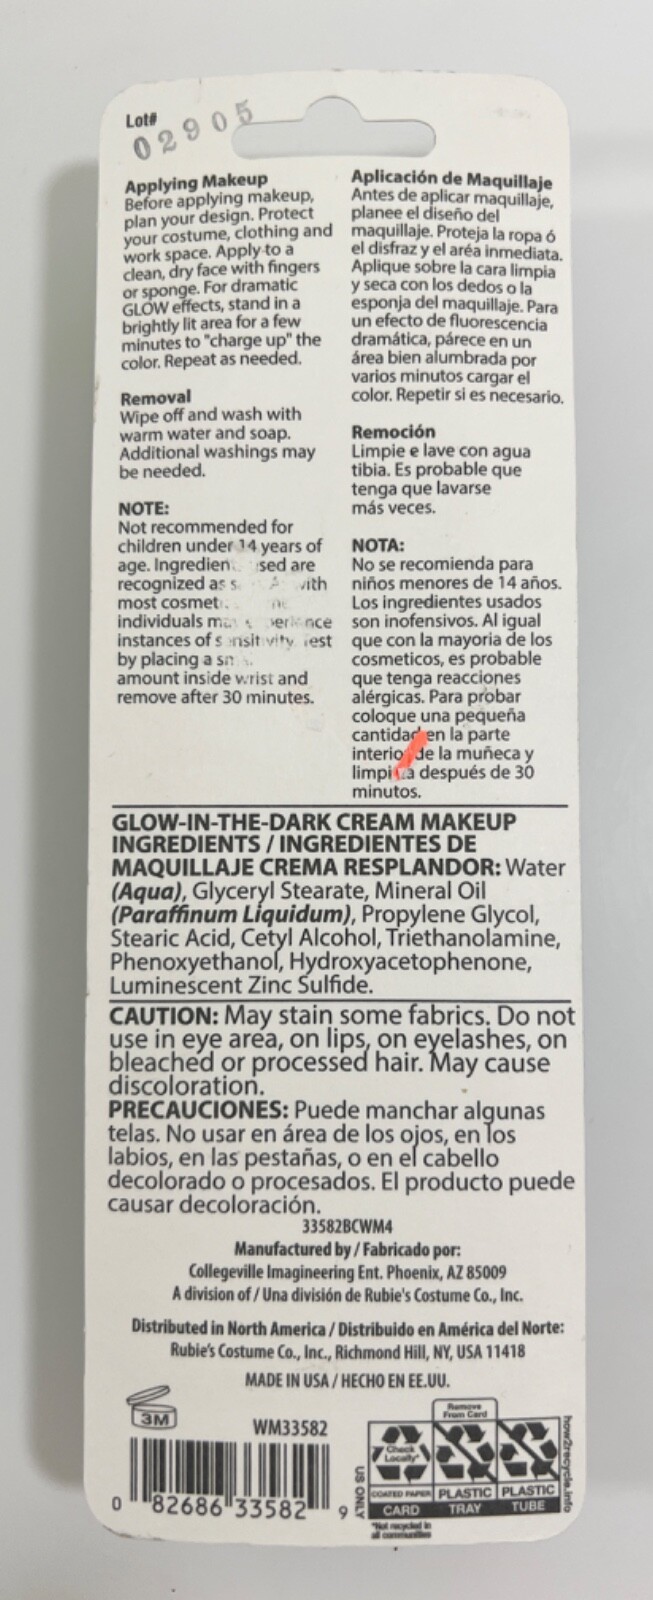 Lot#
02905
Applying Makeup
Before applying makeup,
plan your design. Protect
your costume, clothing and
work space. Apply to a
clean, dry face with fingers
or sponge. For dramatic
GLOW effects, stand in a
brightly lit area for a few
minutes to "charge up" the
color. Repeat as needed.
Removal
Wipe off and wash with
warm water and soap.
Additional washings may
be needed.
NOTE:
Not recommended for
children under 14 years of
age. are
recognized as
most
individuals
instances of
by placing a
amount inside wrist and
remove after 30 minutes.
Aplicación de Maquillaje
Antes de aplicar maquillaje,
planee el diseño del
maquillaje. Proteja la ropa ó
el disfraz y el aréa inmediata.
Aplique sobre la cara limpia
y seca con los dedos o la
esponja del maquillaje. Para
un efecto de fluorescencia
dramática, párece en un
área bien alumbrada por
varios minutos cargar el
color. Repetir si es necesario.
Remoción
Limpie e lave con agua
tibia. Es probable que
tenga que lavarse
más veces.
NOTA:
No se recomienda para
niños menores de 14 años.
Los ingredientes usados
son inofensivos. Al igual
que con la mayoria de los
cosmeticos, es probable
que tenga reacciones
alérgicas. Para probar
coloque una pequeña
cantidad en la parte
interior de la muñeca y
después de 30
minutos.
GLOW-IN-THE-DARK CREAM MAKEUP
INGREDIENTS / INGREDIENTES DE
MAQUILLAJE CREMA RESPLANDOR: Water
(Aqua), Glyceryl Stearate, Mineral Oil
(Paraffinum Liquidum), Propylene Glycol,
Stearic Acid, Cetyl Alcohol, Triethanolamine,
Phenoxyethanol, Hydroxyacetophenone,
Luminescent Zinc Sulfide.
CAUTION: May stain some fabrics. Do not
use in eye area, on lips, on eyelashes, on
bleached or processed hair. May cause
discoloration.
PRECAUCIONES: Puede manchar algunas
telas. No usar en área de los ojos, en los
labios, en las pestañas, o en el cabello
decolorado o procesados. El producto puede
causar decoloración.
33582BCWM4
Manufactured by / Fabricado por:
Collegeville Imagineering Ent. Phoenix, AZ 85009
A division of / Una división de Rubie's Costume Co., Inc.
Distributed in North America / Distribuido en América del Norte:
Rubie's Costume Co., Inc., Richmond Hill, NY, USA 11418
MADE IN USA / HECHO EN EE.UU.
3M
WM33582
0 82686 33582 9
US ONLY
Remove
From Card
Check
Locally*
COATED PAPER
CARD
PLASTIC
TRAY
PLASTIC
TUBE
*Not recycled in
all communities
how2recycle.info